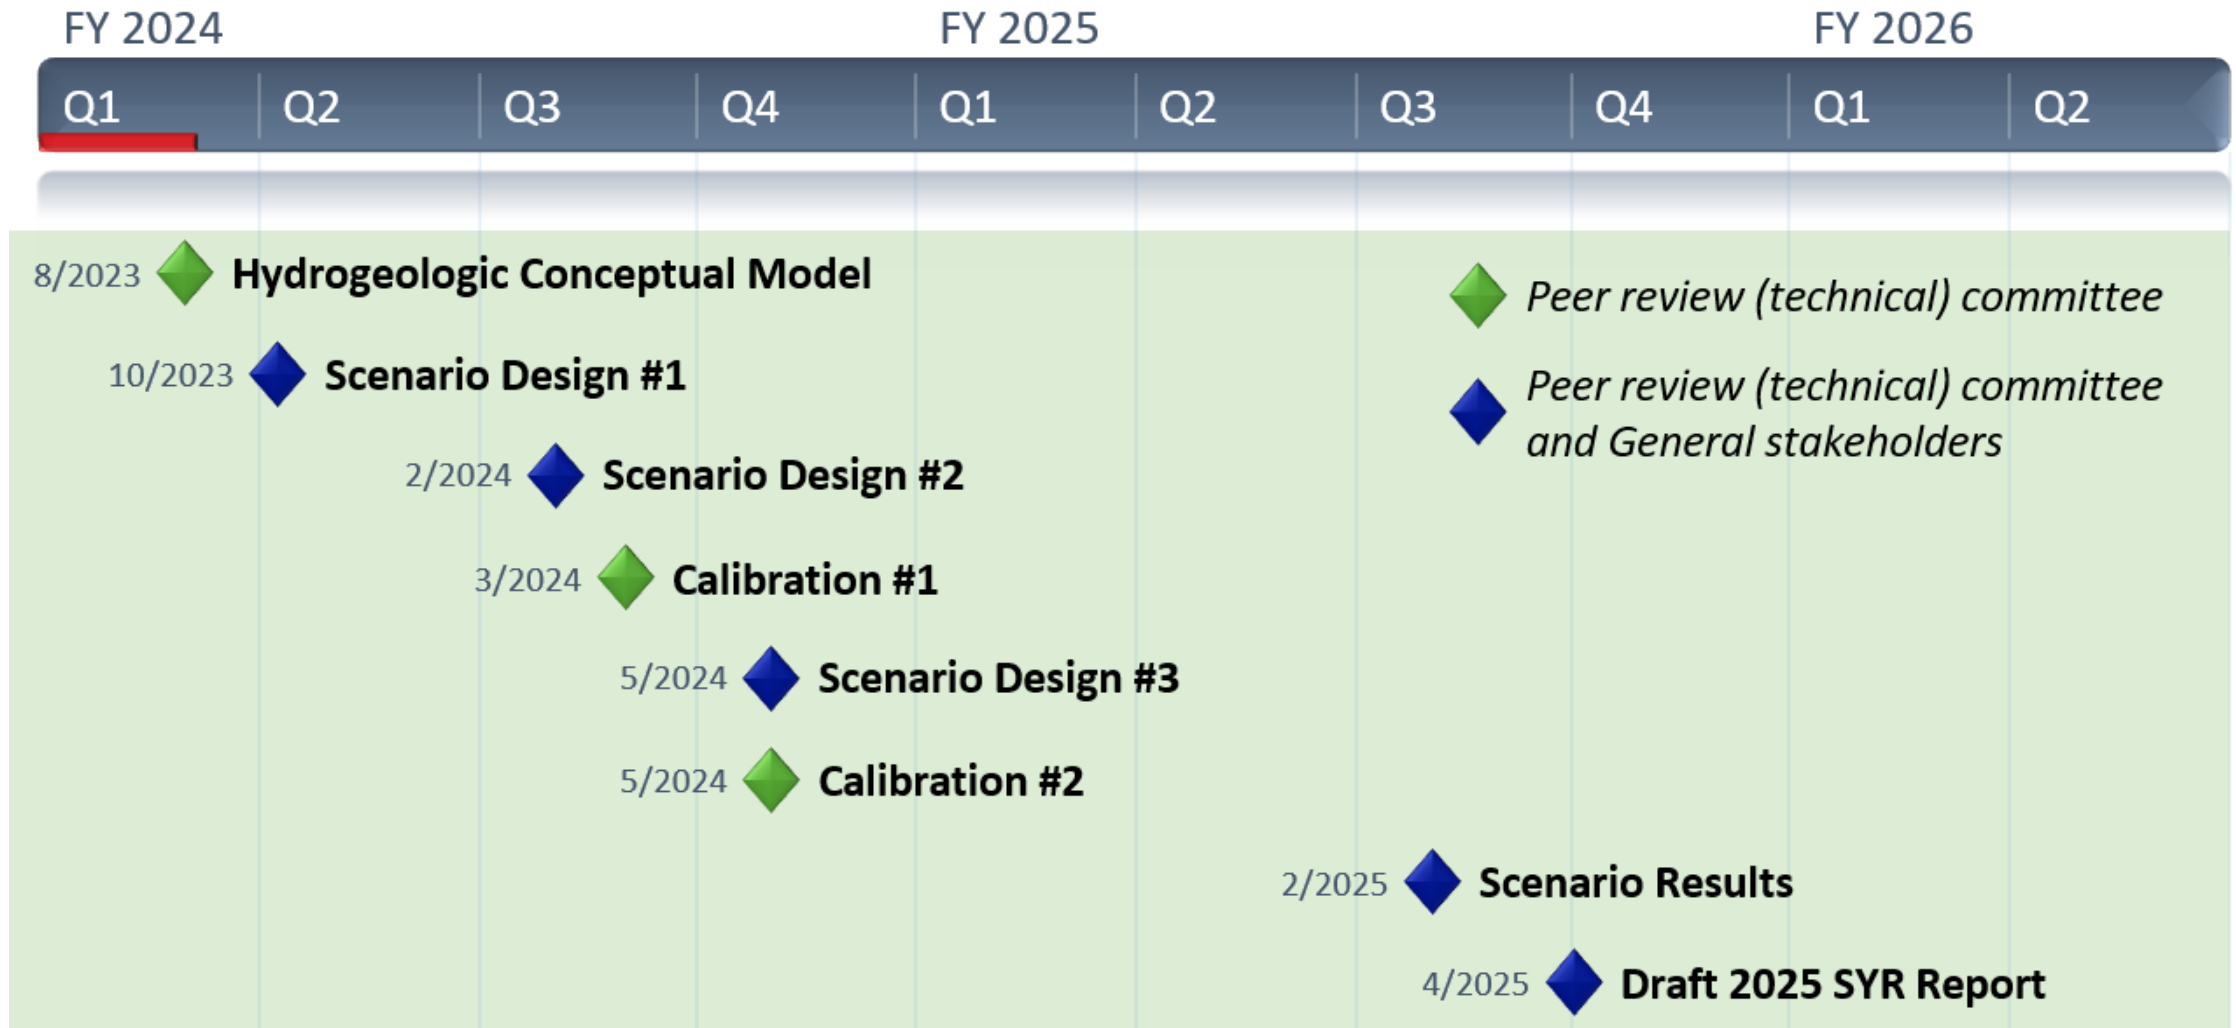 FY 2024 FY 2025 FY 2026
Q1 Q2 Q3 Q4 Q1 Q2 Q3 Q4 Q1 Q2
8/2023 Hydrogeologic Conceptual Model
10/2023 Scenario Design #1
2/2024 Scenario Design #2
3/2024 Calibration #1
5/2024 Scenario Design #3
5/2024 Calibration #2
2/2025 Scenario Results
4/2025 Draft 2025 SYR Report
Peer review (technical) committee
Peer review (technical) committee
and General stakeholders